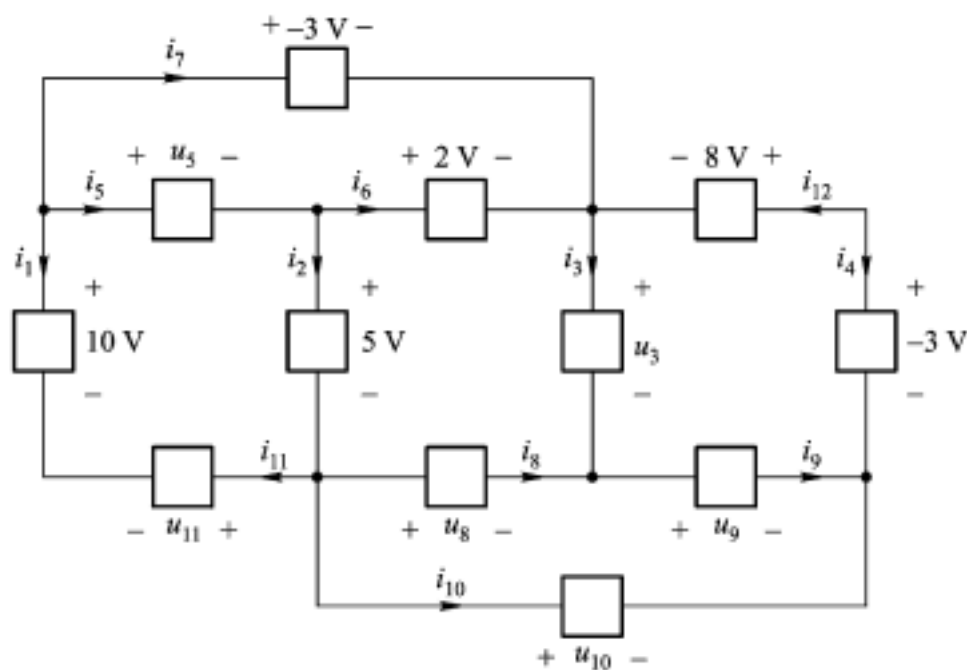 + −3 V −
i7
+ u5 −
+ 2 V −
− 8 V +
i5
i6
i12
i1
i2
i3
i4
+
+
+
+
10 V
5 V
u3
−3 V
−
−
−
−
i11
i8
i9
− u11 +
+ u8 −
+ u9 −
i10
+ u10 −